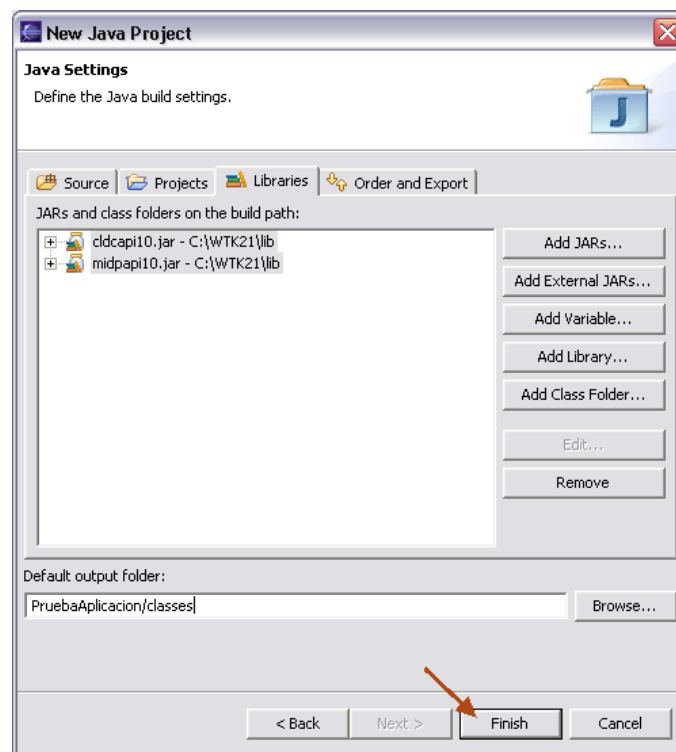 New Java Project
Java Settings
Define the Java build settings.
Source Projects Libraries Order and Export
JARs and class folders on the build path:
cldcapi10.jar - C:\WTK21\lib
midpapi10.jar - C:\WTK21\lib
Add JARs...
Add External JARs...
Add Variable...
Add Library...
Add Class Folder...
Edit...
Remove
Default output folder:
PruebaAplicacion/classes
Browse...
< Back Next > Finish Cancel